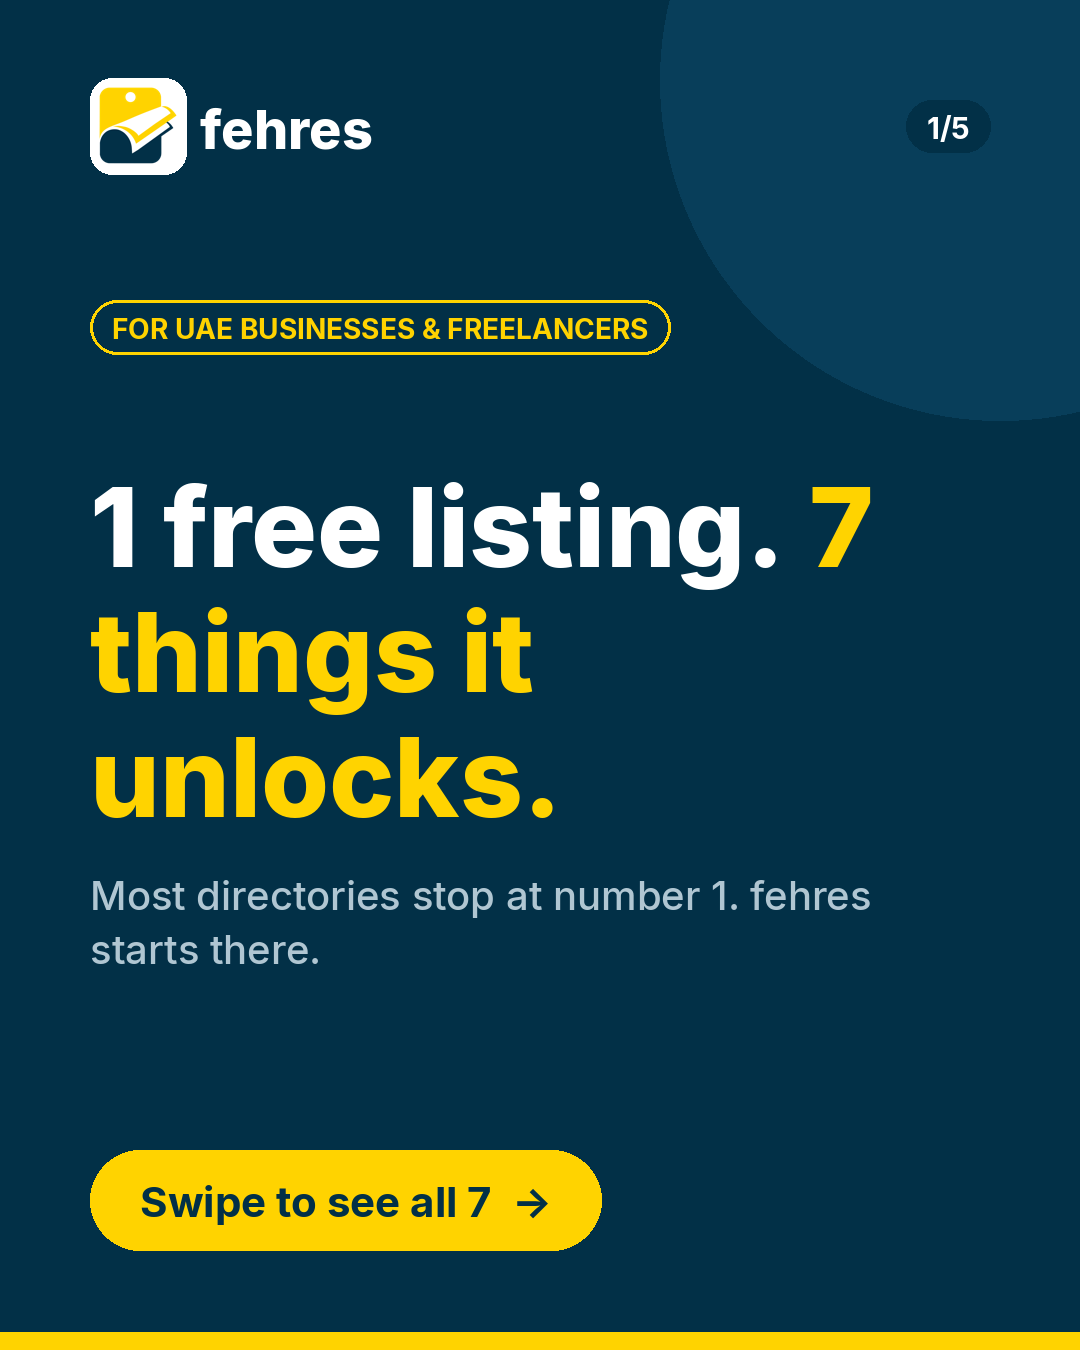 fehres
1/5
FOR UAE BUSINESSES & FREELANCERS
1 free listing. 7
things it
unlocks.
Most directories stop at number 1. fehres
starts there.
Swipe to see all 7 →